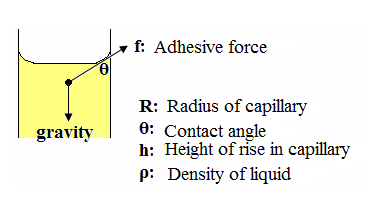 f: Adhesive force
θ
gravity
R: Radius of capillary
θ: Contact angle
h: Height of rise in capillary
ρ: Density of liquid